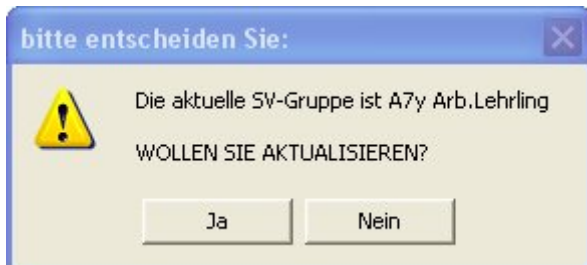 bitte entscheiden Sie:
Die aktuelle SV-Gruppe ist A7y Arb.Lehrling
WOLLEN SIE AKTUALISIEREN?
Ja Nein